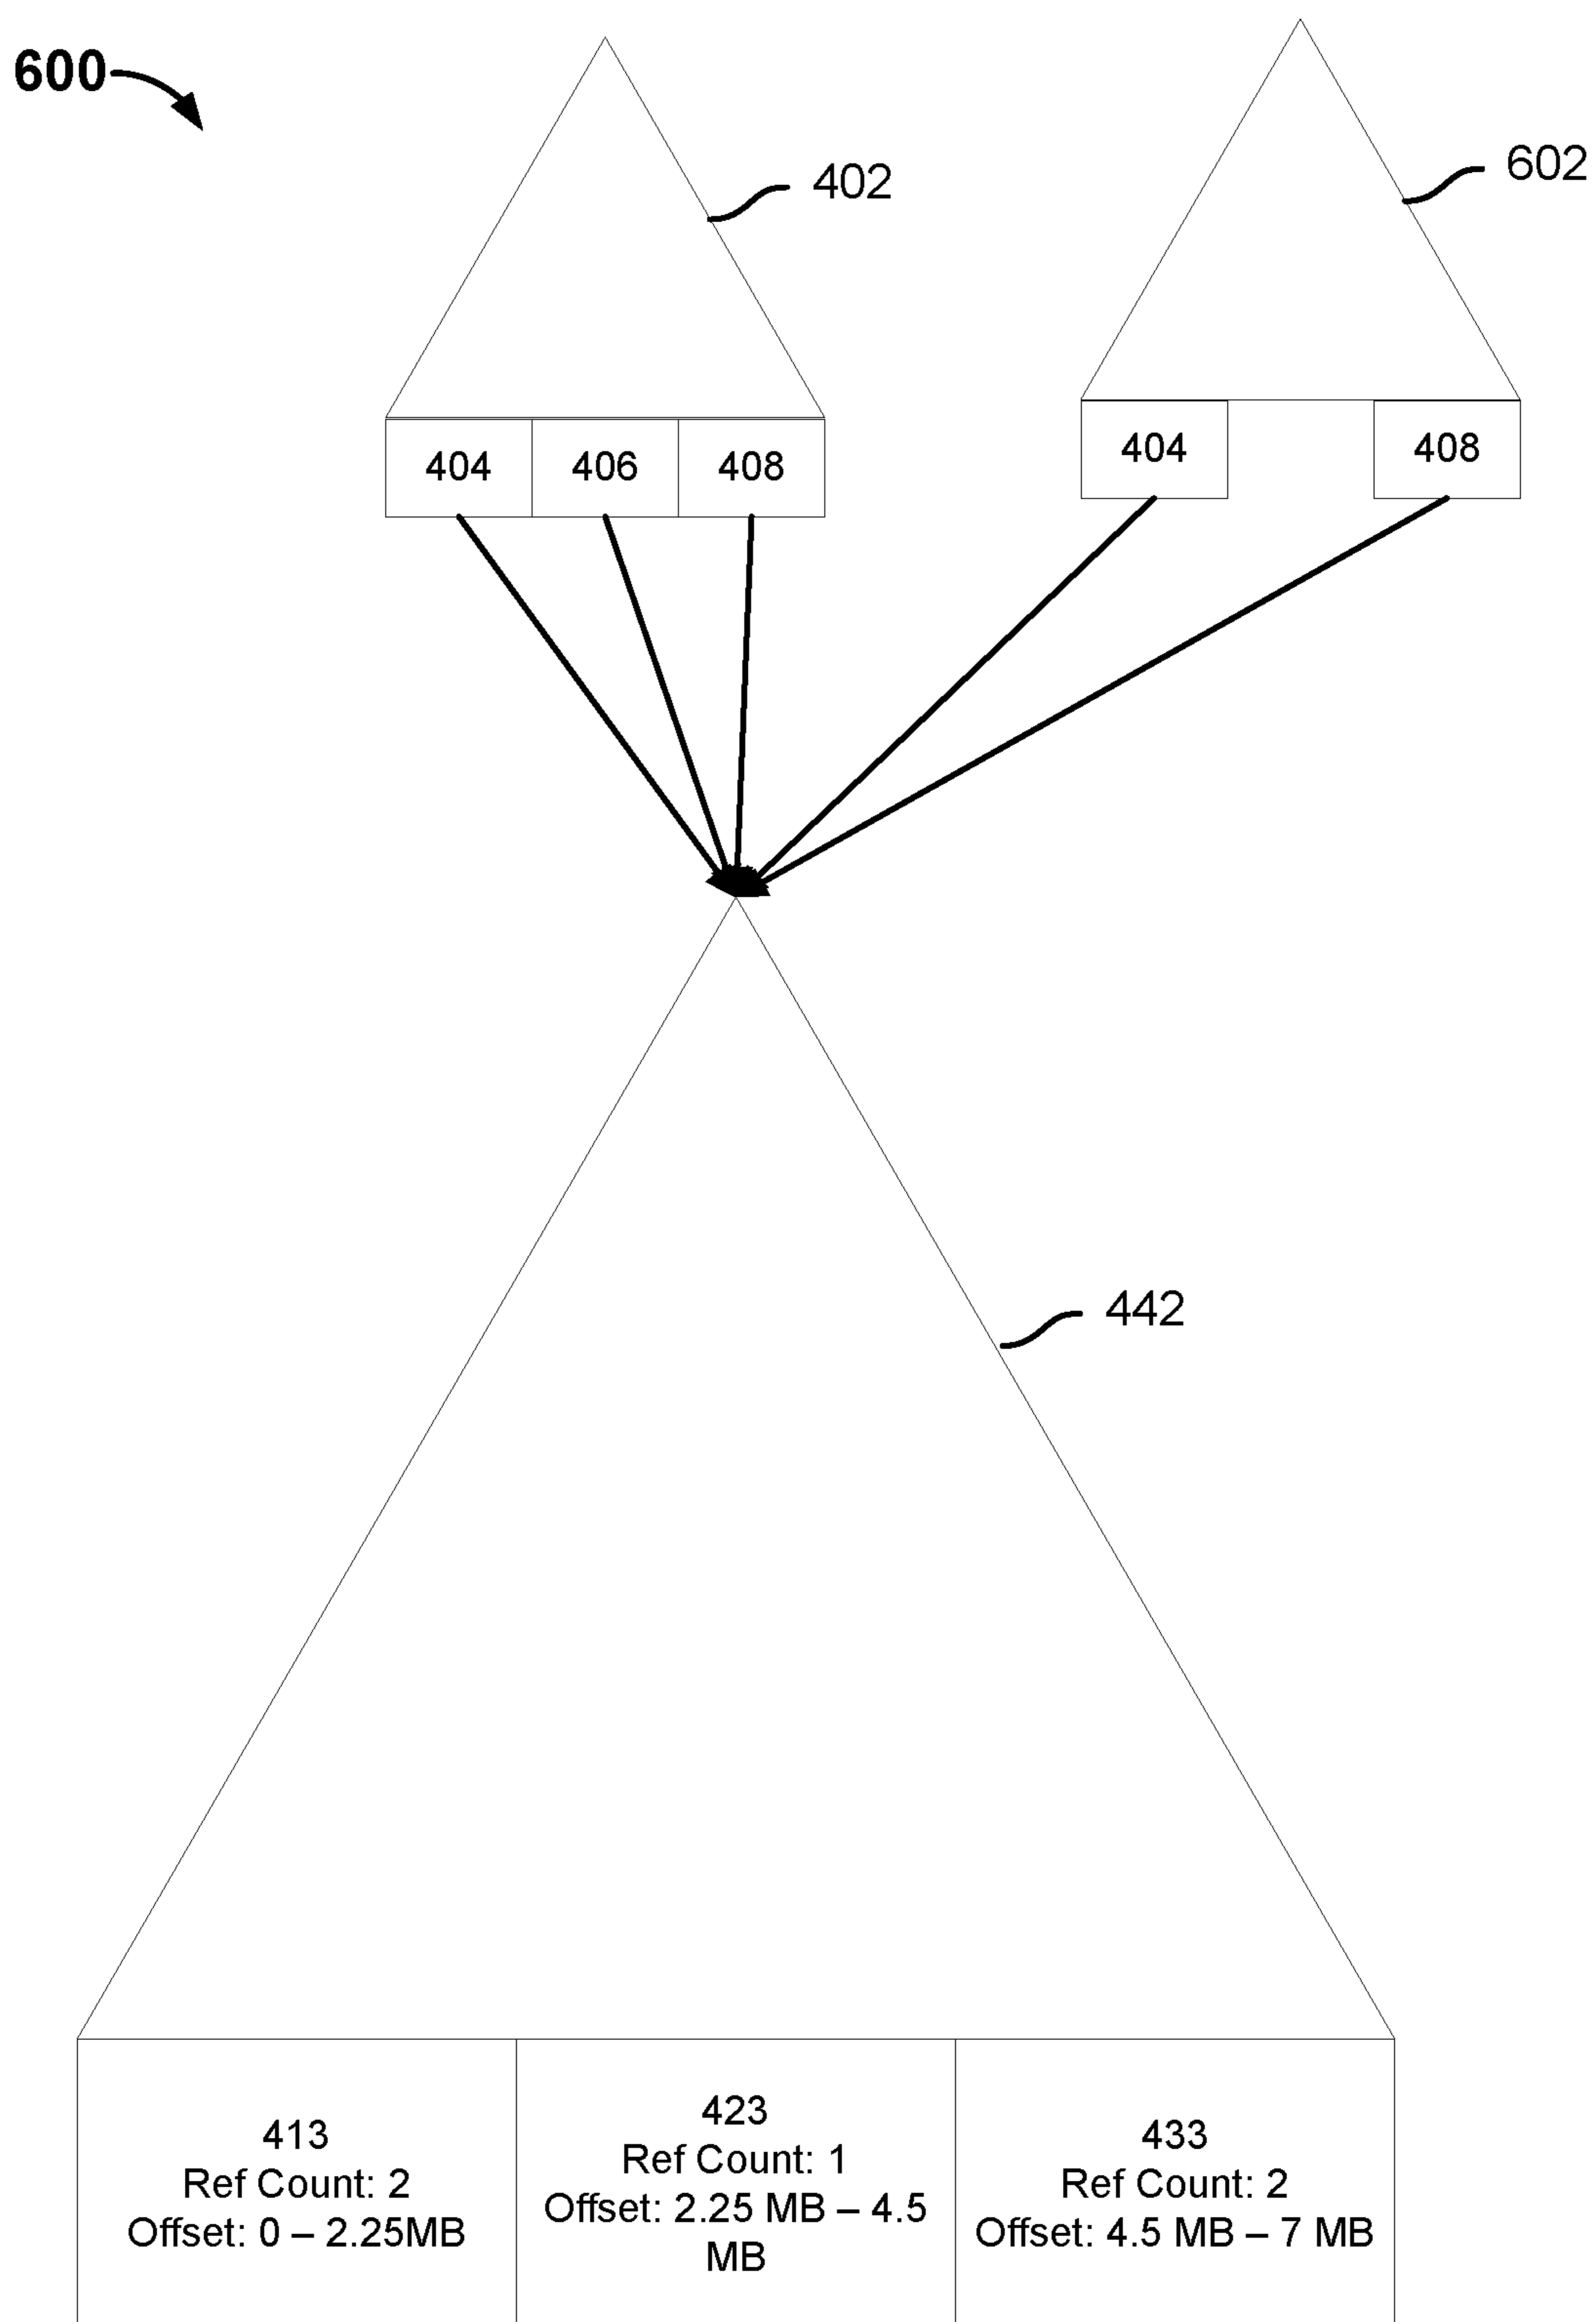 600
402
602
404 406 408
404 408
442
413
Ref Count: 2
Offset: 0 – 2.25MB
423
Ref Count: 1
Offset: 2.25 MB – 4.5
MB
433
Ref Count: 2
Offset: 4.5 MB – 7 MB